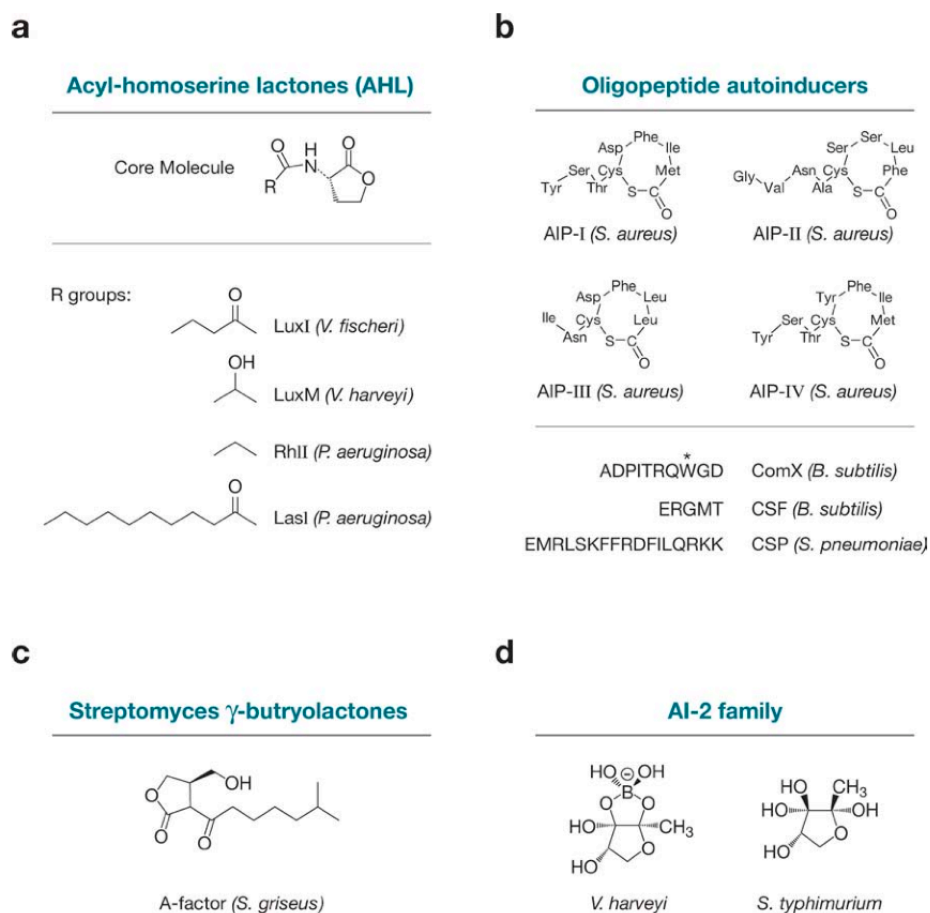 a
Acyl-homoserine lactones (AHL)
Core Molecule
O
H
N
O
O
R
R groups:
O
LuxI (V. fischeri)
OH
LuxM (V. harveyi)
RhlI (P. aeruginosa)
O
LasI (P. aeruginosa)
b
Oligopeptide autoinducers
Tyr Ser Thr Cys Asp Phe Ile Met
S C
O
AIP-I (S. aureus)
Gly Val Asn Ala Cys Ser Ser Leu Phe
S C
O
AIP-II (S. aureus)
Ile Asn Cys Asp Phe Leu Leu
S C
O
AIP-III (S. aureus)
Tyr Ser Thr Cys Tyr Phe Ile Met
S C
O
AIP-IV (S. aureus)
*
ADPITRQWGD ComX (B. subtilis)
ERGMT CSF (B. subtilis)
EMRLSKFFRDFILQRKK CSP (S. pneumoniae)
c
Streptomyces γ-butryolactones
OH
O
O
O
A-factor (S. griseus)
d
AI-2 family
HO ⊖ OH
B
O O
HO CH3
O
HO
V. harveyi
HO CH3
HO OH
O
HO
S. typhimurium